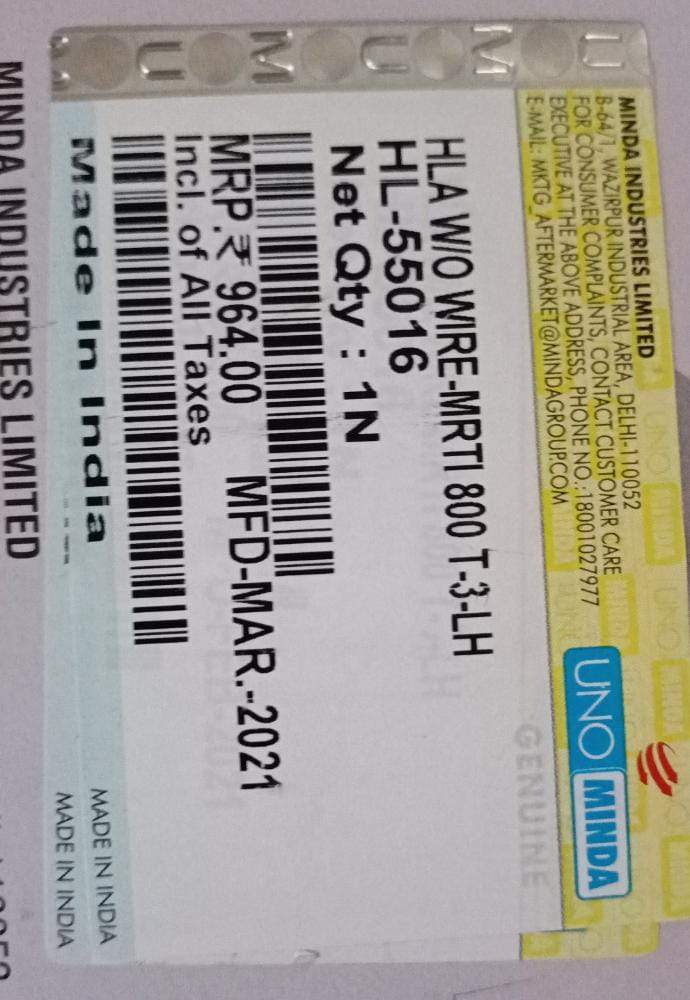 MINDA INDUSTRIES LIMITED
B-64/1, WAZIRPUR INDUSTRIAL AREA, DELHI-110052
FOR CONSUMER COMPLAINTS, CONTACT CUSTOMER CARE
EXECUTIVE AT THE ABOVE ADDRESS, PHONE NO.:18001027977
E-MAIL: MKTG_AFTERMARKET@MINDAGROUP.COM
UNO MINDA
GENUINE
HLA W/O WIRE-MRTI 800 T-3-LH
HL-55016
Net Qty : 1N
MRP.₹ 964.00 MFD-MAR.-2021
Incl. of All Taxes
Made In India
MADE IN INDIA
MADE IN INDIA
M U M U M U
MINDA INDUSTRIES LIMITED